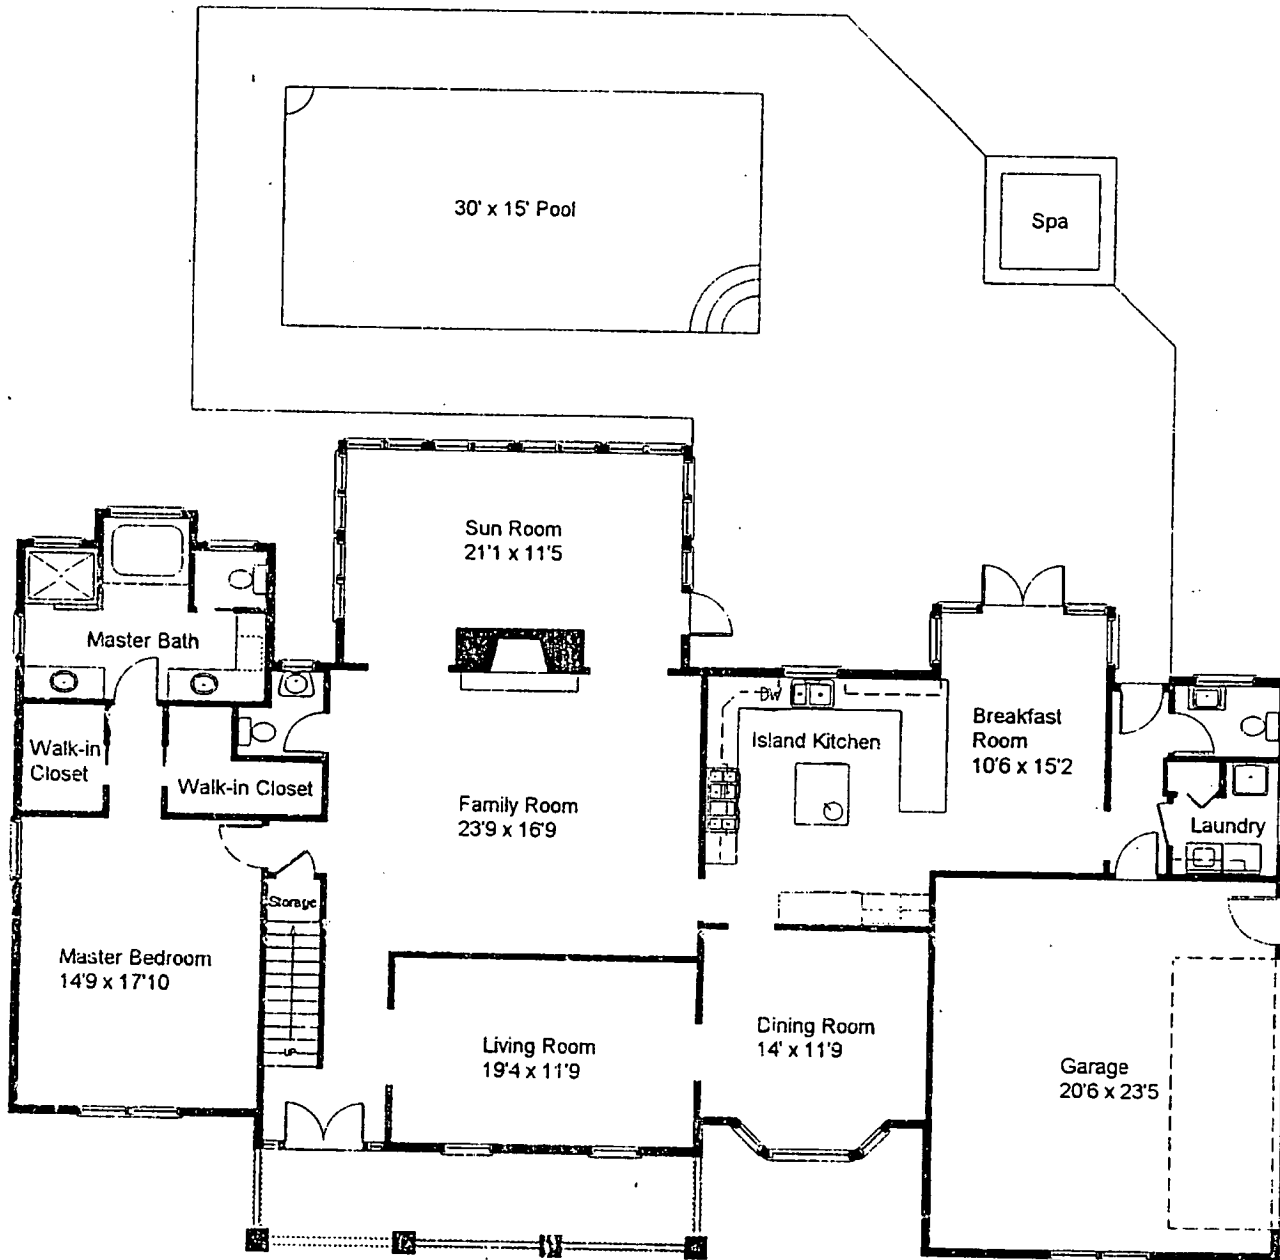 30' x 15' Pool
Spa
Sun Room
21'1 x 11'5
Master Bath
DW
Island Kitchen
Breakfast
Room
10'6 x 15'2
Walk-in
Closet
Walk-in Closet
Family Room
23'9 x 16'9
Laundry
Storage
Master Bedroom
14'9 x 17'10
UP
Living Room
19'4 x 11'9
Dining Room
14' x 11'9
Garage
20'6 x 23'5